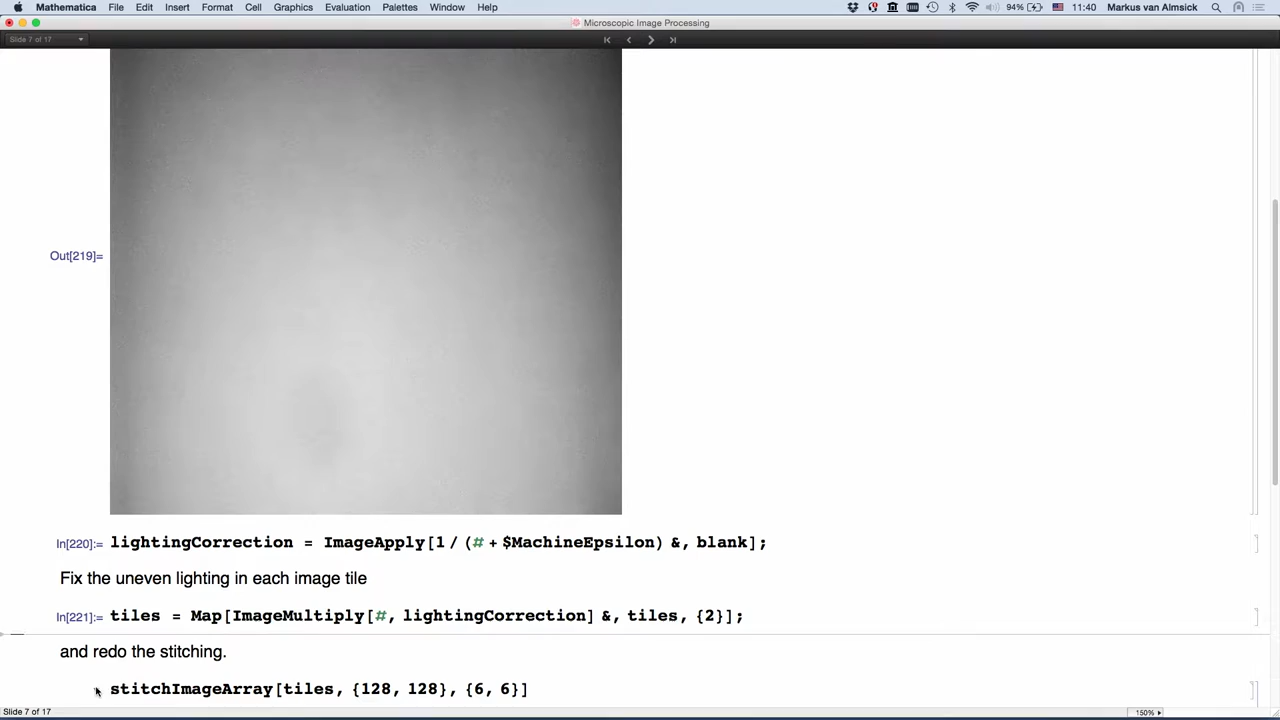 Mathematica File Edit Insert Format Cell Graphics Evaluation Palettes Window Help 94% 11:40 Markus van Almsick
Microscopic Image Processing
Slide 7 of 17
Out[219]=
In[220]:= lightingCorrection = ImageApply[1 / (# + $MachineEpsilon) &, blank];
Fix the uneven lighting in each image tile
In[221]:= tiles = Map[ImageMultiply[#, lightingCorrection] &, tiles, {2}];
and redo the stitching.
stitchImageArray[tiles, {128, 128}, {6, 6}]
Slide 7 of 17
150%